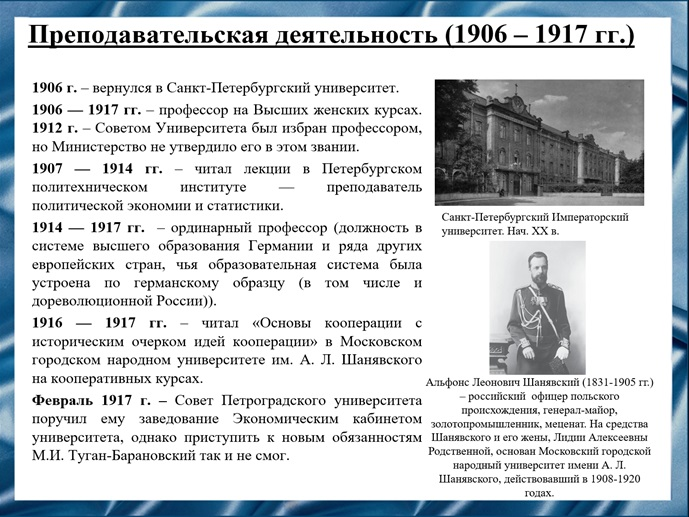 Преподавательская деятельность (1906 – 1917 гг.)
1906 г. – вернулся в Санкт-Петербургский университет.
1906 — 1917 гг. – профессор на Высших женских курсах.
1912 г. – Советом Университета был избран профессором,
но Министерство не утвердило его в этом звании.
1907 — 1914 гг. – читал лекции в Петербургском
политехническом институте — преподаватель
политической экономии и статистики.
1914 — 1917 гг. – ординарный профессор (должность в
системе высшего образования Германии и ряда других
европейских стран, чья образовательная система была
устроена по германскому образцу (в том числе и
дореволюционной России)).
1916 — 1917 гг. – читал «Основы кооперации с
историческим очерком идей кооперации» в Московском
городском народном университете им. А. Л. Шанявского
на кооперативных курсах.
Февраль 1917 г. – Совет Петроградского университета
поручил ему заведование Экономическим кабинетом
университета, однако приступить к новым обязанностям
М.И. Туган-Барановский так и не смог.
Санкт-Петербургский Императорский
университет. Нач. XX в.
Альфонс Леонович Шанявский (1831-1905 гг.)
– российский офицер польского
происхождения, генерал-майор,
золотопромышленник, меценат. На средства
Шанявского и его жены, Лидии Алексеевны
Родственной, основан Московский городской
народный университет имени А. Л.
Шанявского, действовавший в 1908-1920
годах.